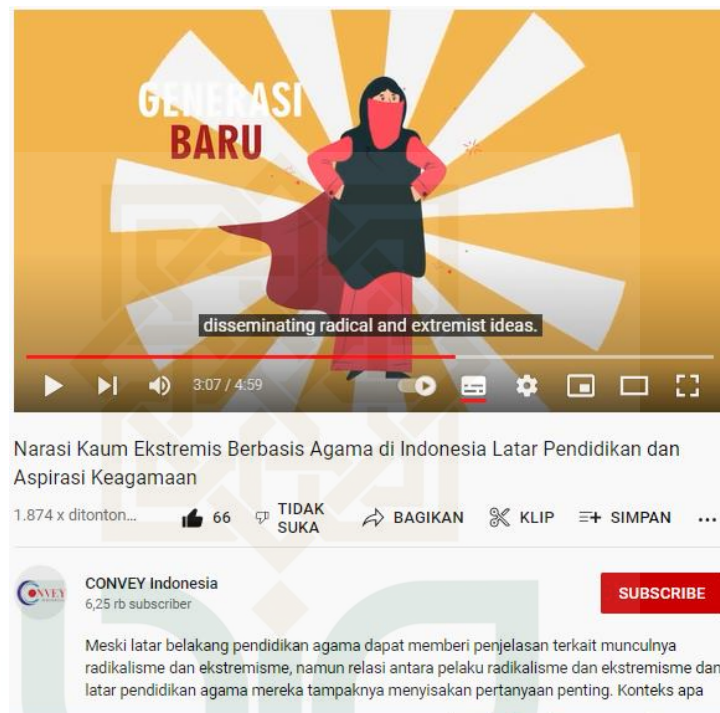 GENERASI
BARU
disseminating radical and extremist ideas.
3:07 / 4:59
Narasi Kaum Ekstremis Berbasis Agama di Indonesia Latar Pendidikan dan
Aspirasi Keagamaan
1.874 x ditonton... 66 TIDAK SUKA BAGIKAN KLIP SIMPAN ...
CONVEY Indonesia
6,25 rb subscriber
SUBSCRIBE
Meski latar belakang pendidikan agama dapat memberi penjelasan terkait munculnya
radikalisme dan ekstremisme, namun relasi antara pelaku radikalisme dan ekstremisme dan
latar pendidikan agama mereka tampaknya menyisakan pertanyaan penting. Konteks apa